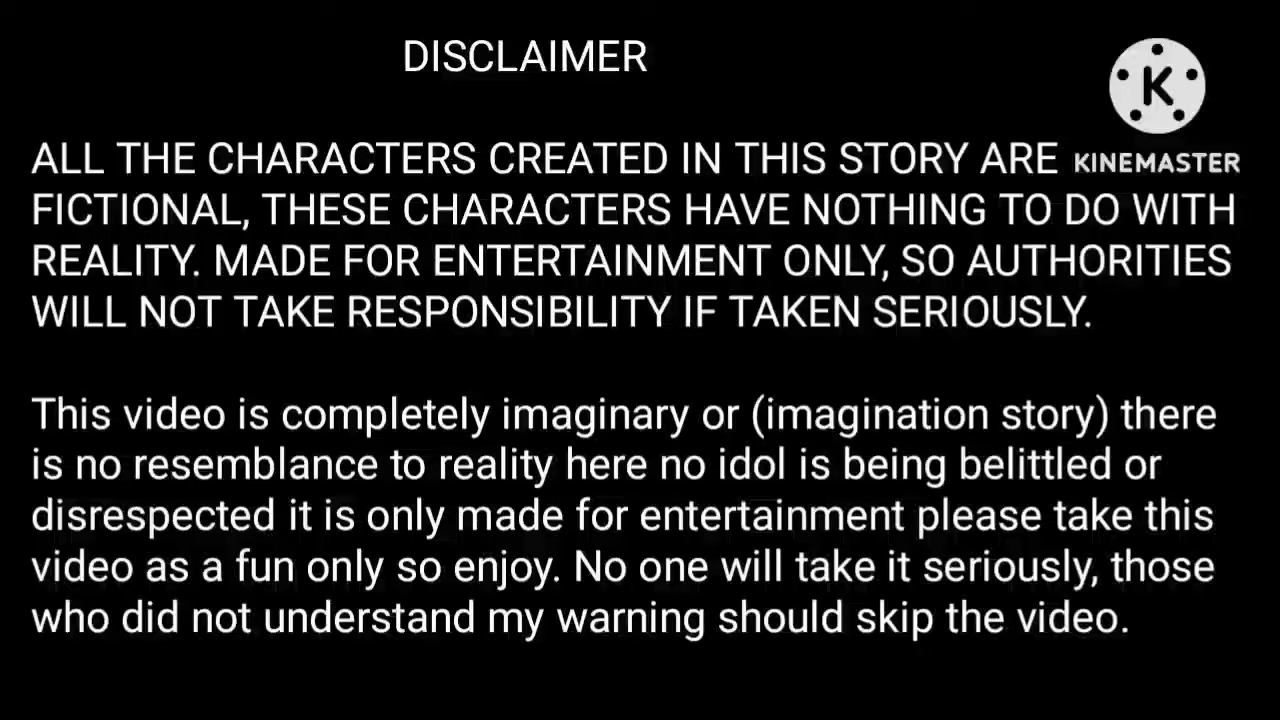 DISCLAIMER
K
KINEMASTER
ALL THE CHARACTERS CREATED IN THIS STORY ARE
FICTIONAL, THESE CHARACTERS HAVE NOTHING TO DO WITH
REALITY. MADE FOR ENTERTAINMENT ONLY, SO AUTHORITIES
WILL NOT TAKE RESPONSIBILITY IF TAKEN SERIOUSLY.
This video is completely imaginary or (imagination story) there
is no resemblance to reality here no idol is being belittled or
disrespected it is only made for entertainment please take this
video as a fun only so enjoy. No one will take it seriously, those
who did not understand my warning should skip the video.